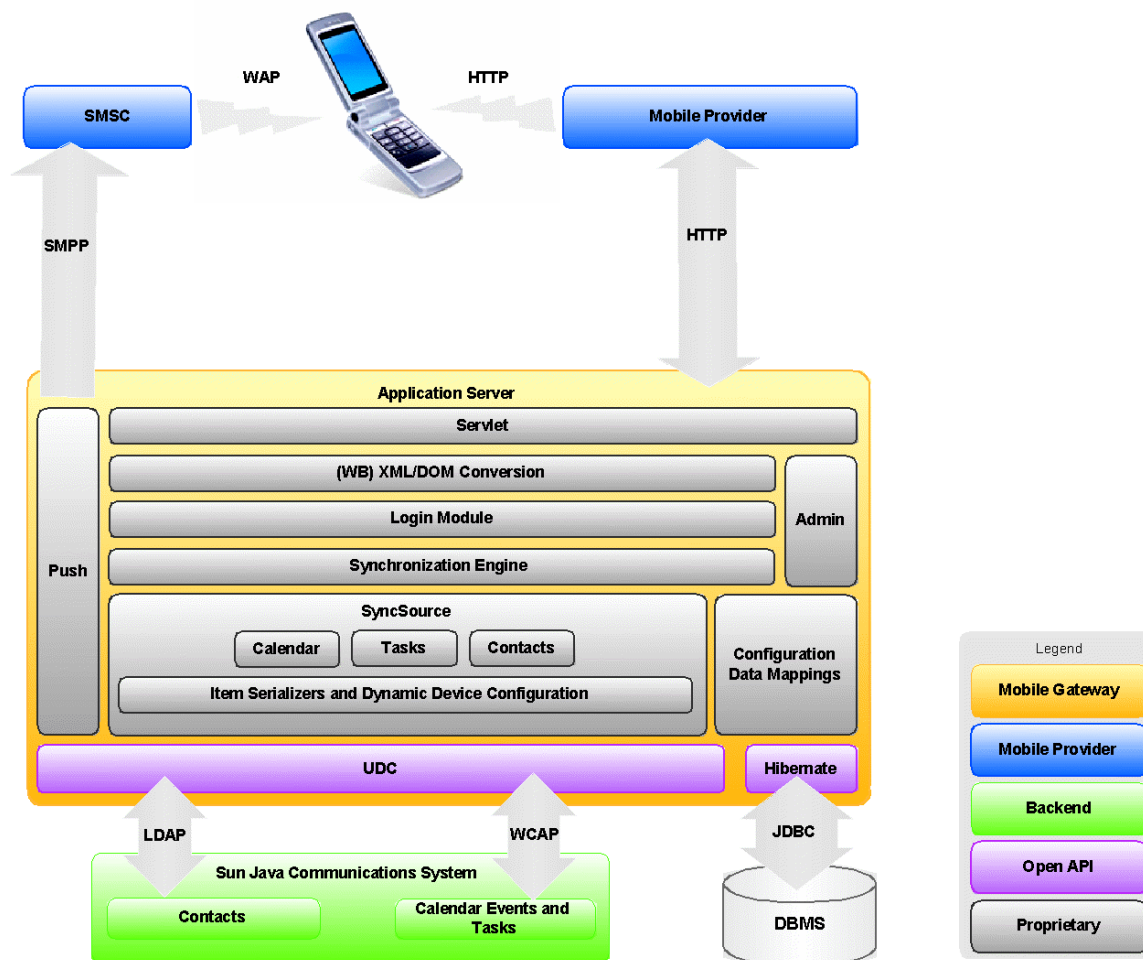 WAP
HTTP
SMSC
Mobile Provider
SMPP
HTTP
Application Server
Servlet
(WB) XML/DOM Conversion
Login Module
Admin
Push
Synchronization Engine
SyncSource
Calendar
Tasks
Contacts
Configuration
Data Mappings
Item Serializers and Dynamic Device Configuration
UDC
Hibernate
LDAP
WCAP
JDBC
Sun Java Communications System
Contacts
Calendar Events and
Tasks
DBMS
Legend
Mobile Gateway
Mobile Provider
Backend
Open API
Proprietary